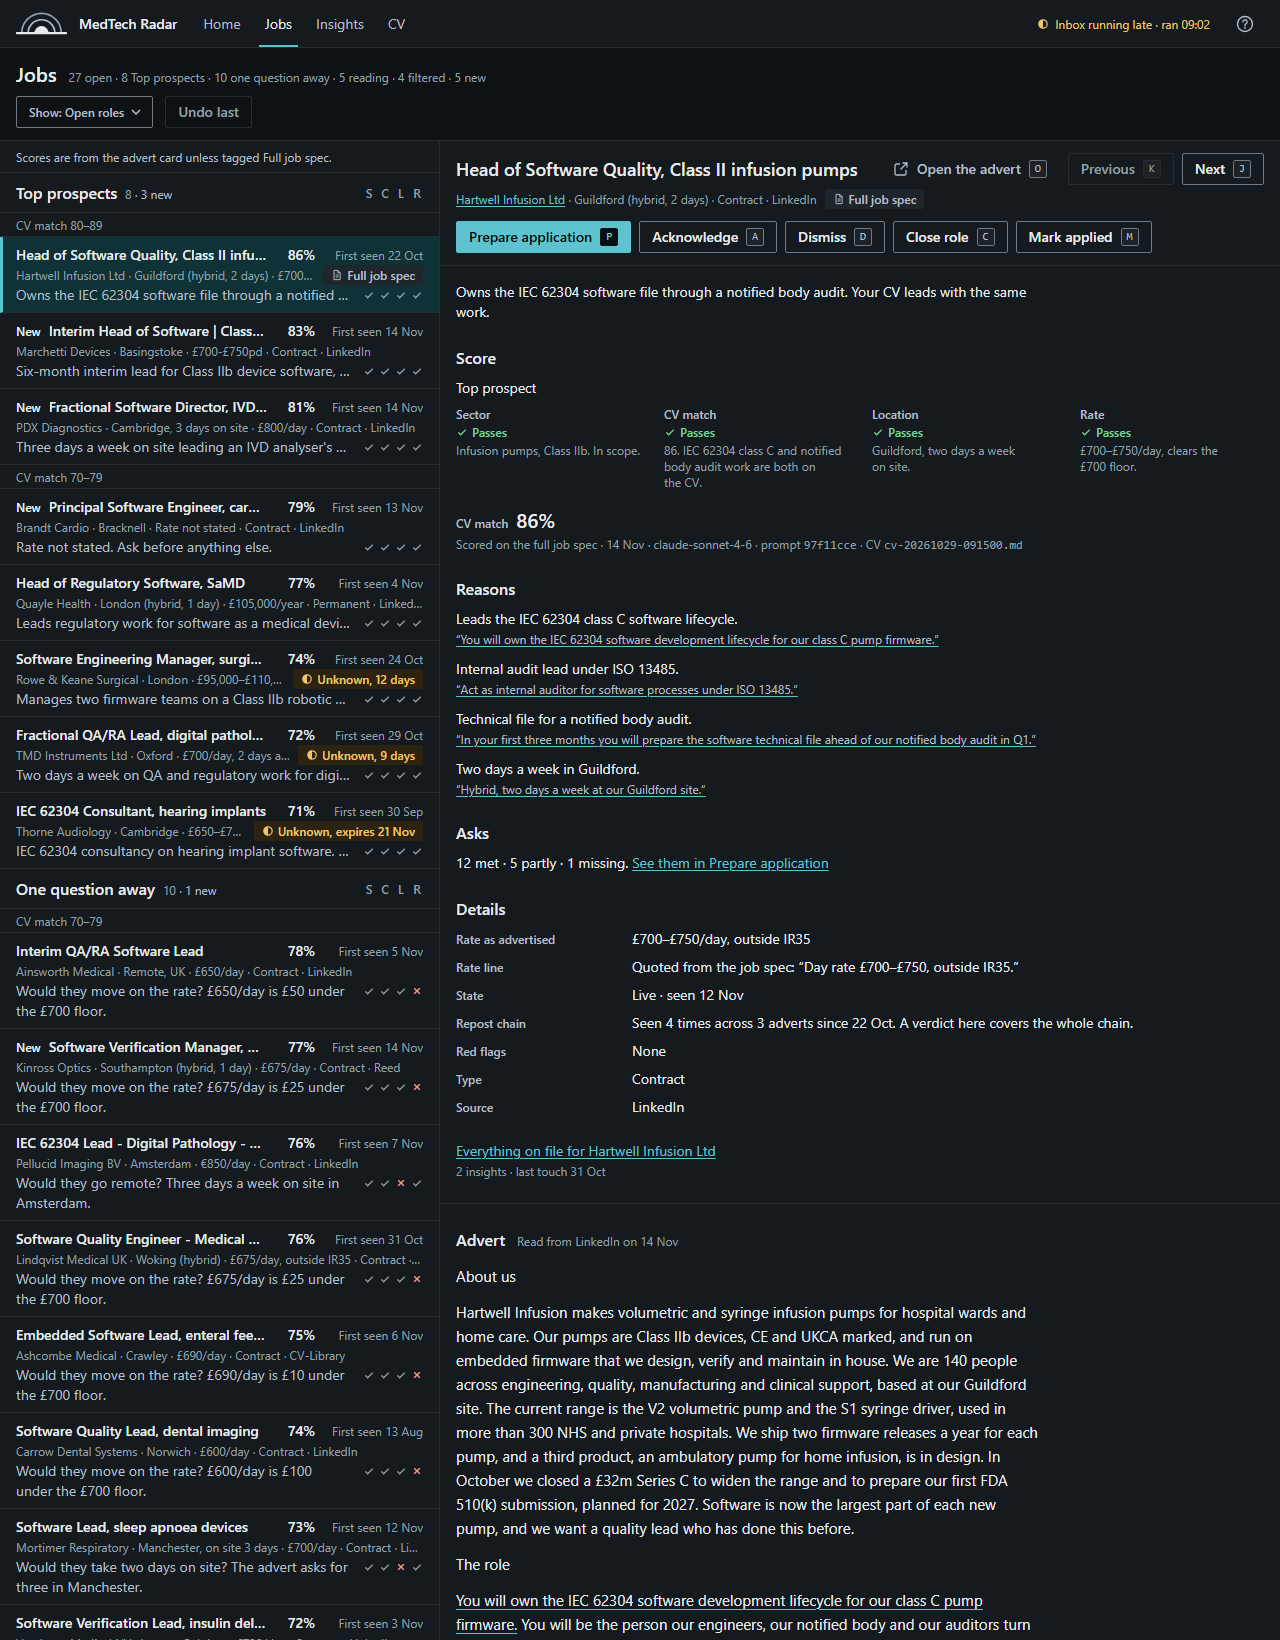 MedTech Radar Home Jobs Insights CV Inbox running late · ran 09:02
Jobs 27 open · 8 Top prospects · 10 one question away · 5 reading · 4 filtered · 5 new
Show: Open roles Undo last
Scores are from the advert card unless tagged Full job spec.
Top prospects 8 · 3 new S C L R
CV match 80–89
Head of Software Quality, Class II infu... 86% First seen 22 Oct
Hartwell Infusion Ltd · Guildford (hybrid, 2 days) · £700... Full job spec
Owns the IEC 62304 software file through a notified ...
New Interim Head of Software | Class... 83% First seen 14 Nov
Marchetti Devices · Basingstoke · £700-£750pd · Contract · LinkedIn
Six-month interim lead for Class IIb device software, ...
New Fractional Software Director, IVD... 81% First seen 14 Nov
PDX Diagnostics · Cambridge, 3 days on site · £800/day · Contract · LinkedIn
Three days a week on site leading an IVD analyser's ...
CV match 70–79
New Principal Software Engineer, car... 79% First seen 13 Nov
Brandt Cardio · Bracknell · Rate not stated · Contract · LinkedIn
Rate not stated. Ask before anything else.
Head of Regulatory Software, SaMD 77% First seen 4 Nov
Quayle Health · London (hybrid, 1 day) · £105,000/year · Permanent · Linked...
Leads regulatory work for software as a medical devi...
Software Engineering Manager, surgi... 74% First seen 24 Oct
Rowe & Keane Surgical · London · £95,000–£110,... Unknown, 12 days
Manages two firmware teams on a Class IIb robotic ...
Fractional QA/RA Lead, digital pathol... 72% First seen 29 Oct
TMD Instruments Ltd · Oxford · £700/day, 2 days a... Unknown, 9 days
Two days a week on QA and regulatory work for digi...
IEC 62304 Consultant, hearing implants 71% First seen 30 Sep
Thorne Audiology · Cambridge · £650–£7... Unknown, expires 21 Nov
IEC 62304 consultancy on hearing implant software. ...
One question away 10 · 1 new S C L R
CV match 70–79
Interim QA/RA Software Lead 78% First seen 5 Nov
Ainsworth Medical · Remote, UK · £650/day · Contract · LinkedIn
Would they move on the rate? £650/day is £50 under
the £700 floor.
New Software Verification Manager, ... 77% First seen 14 Nov
Kinross Optics · Southampton (hybrid, 1 day) · £675/day · Contract · Reed
Would they move on the rate? £675/day is £25 under
the £700 floor.
IEC 62304 Lead - Digital Pathology - ... 76% First seen 7 Nov
Pellucid Imaging BV · Amsterdam · €850/day · Contract · LinkedIn
Would they go remote? Three days a week on site in
Amsterdam.
Software Quality Engineer - Medical ... 76% First seen 31 Oct
Lindqvist Medical UK · Woking (hybrid) · £675/day, outside IR35 · Contract ·...
Would they move on the rate? £675/day is £25 under
the £700 floor.
Embedded Software Lead, enteral fee... 75% First seen 6 Nov
Ashcombe Medical · Crawley · £690/day · Contract · CV-Library
Would they move on the rate? £690/day is £10 under
the £700 floor.
Software Quality Lead, dental imaging 74% First seen 13 Aug
Carrow Dental Systems · Norwich · £600/day · Contract · LinkedIn
Would they move on the rate? £600/day is £100
under the £700 floor.
Software Lead, sleep apnoea devices 73% First seen 12 Nov
Mortimer Respiratory · Manchester, on site 3 days · £700/day · Contract · Li...
Would they take two days on site? The advert asks for
three in Manchester.
Software Verification Lead, insulin del... 72% First seen 3 Nov
Head of Software Quality, Class II infusion pumps Open the advert O Previous K Next J
Hartwell Infusion Ltd · Guildford (hybrid, 2 days) · Contract · LinkedIn Full job spec
Prepare application P Acknowledge A Dismiss D Close role C Mark applied M
Owns the IEC 62304 software file through a notified body audit. Your CV leads with the same
work.
Score
Top prospect
Sector CV match Location Rate
Passes Passes Passes Passes
Infusion pumps, Class IIb. In scope. 86. IEC 62304 class C and notified Guildford, two days a week £700–£750/day, clears the
body audit work are both on on site. £700 floor.
the CV.
CV match 86%
Scored on the full job spec · 14 Nov · claude-sonnet-4-6 · prompt 97f11cce · CV cv-20261029-091500.md
Reasons
Leads the IEC 62304 class C software lifecycle.
“You will own the IEC 62304 software development lifecycle for our class C pump firmware.”
Internal audit lead under ISO 13485.
“Act as internal auditor for software processes under ISO 13485.”
Technical file for a notified body audit.
“In your first three months you will prepare the software technical file ahead of our notified body audit in Q1.”
Two days a week in Guildford.
“Hybrid, two days a week at our Guildford site.”
Asks
12 met · 5 partly · 1 missing. See them in Prepare application
Details
Rate as advertised £700–£750/day, outside IR35
Rate line Quoted from the job spec: “Day rate £700–£750, outside IR35.”
State Live · seen 12 Nov
Repost chain Seen 4 times across 3 adverts since 22 Oct. A verdict here covers the whole chain.
Red flags None
Type Contract
Source LinkedIn
Everything on file for Hartwell Infusion Ltd
2 insights · last touch 31 Oct
Advert Read from LinkedIn on 14 Nov
About us
Hartwell Infusion makes volumetric and syringe infusion pumps for hospital wards and
home care. Our pumps are Class IIb devices, CE and UKCA marked, and run on
embedded firmware that we design, verify and maintain in house. We are 140 people
across engineering, quality, manufacturing and clinical support, based at our Guildford
site. The current range is the V2 volumetric pump and the S1 syringe driver, used in
more than 300 NHS and private hospitals. We ship two firmware releases a year for each
pump, and a third product, an ambulatory pump for home infusion, is in design. In
October we closed a £32m Series C to widen the range and to prepare our first FDA
510(k) submission, planned for 2027. Software is now the largest part of each new
pump, and we want a quality lead who has done this before.
The role
You will own the IEC 62304 software development lifecycle for our class C pump
firmware. You will be the person our engineers, our notified body and our auditors turn